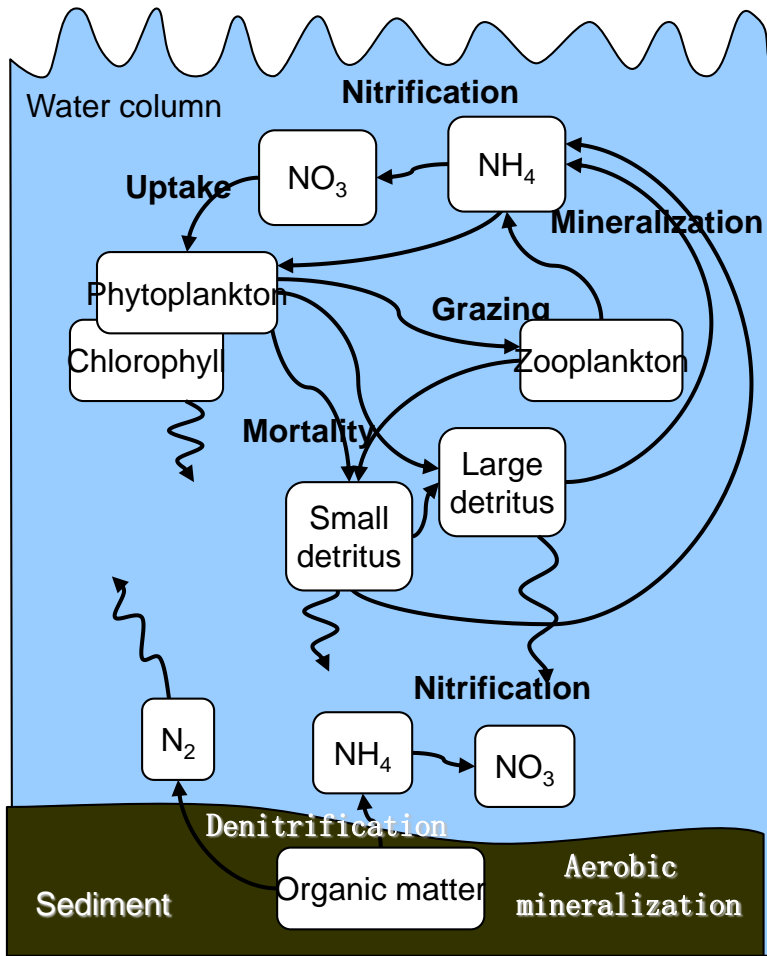 Nitrification
Water column
NO₃
NH₄
Uptake
Mineralization
Phytoplankton
Grazing
Chlorophyll
Zooplankton
Mortality
Large
detritus
Small
detritus
Nitrification
N₂
NH₄
NO₃
Denitrification
Organic matter
Aerobic
mineralization
Sediment